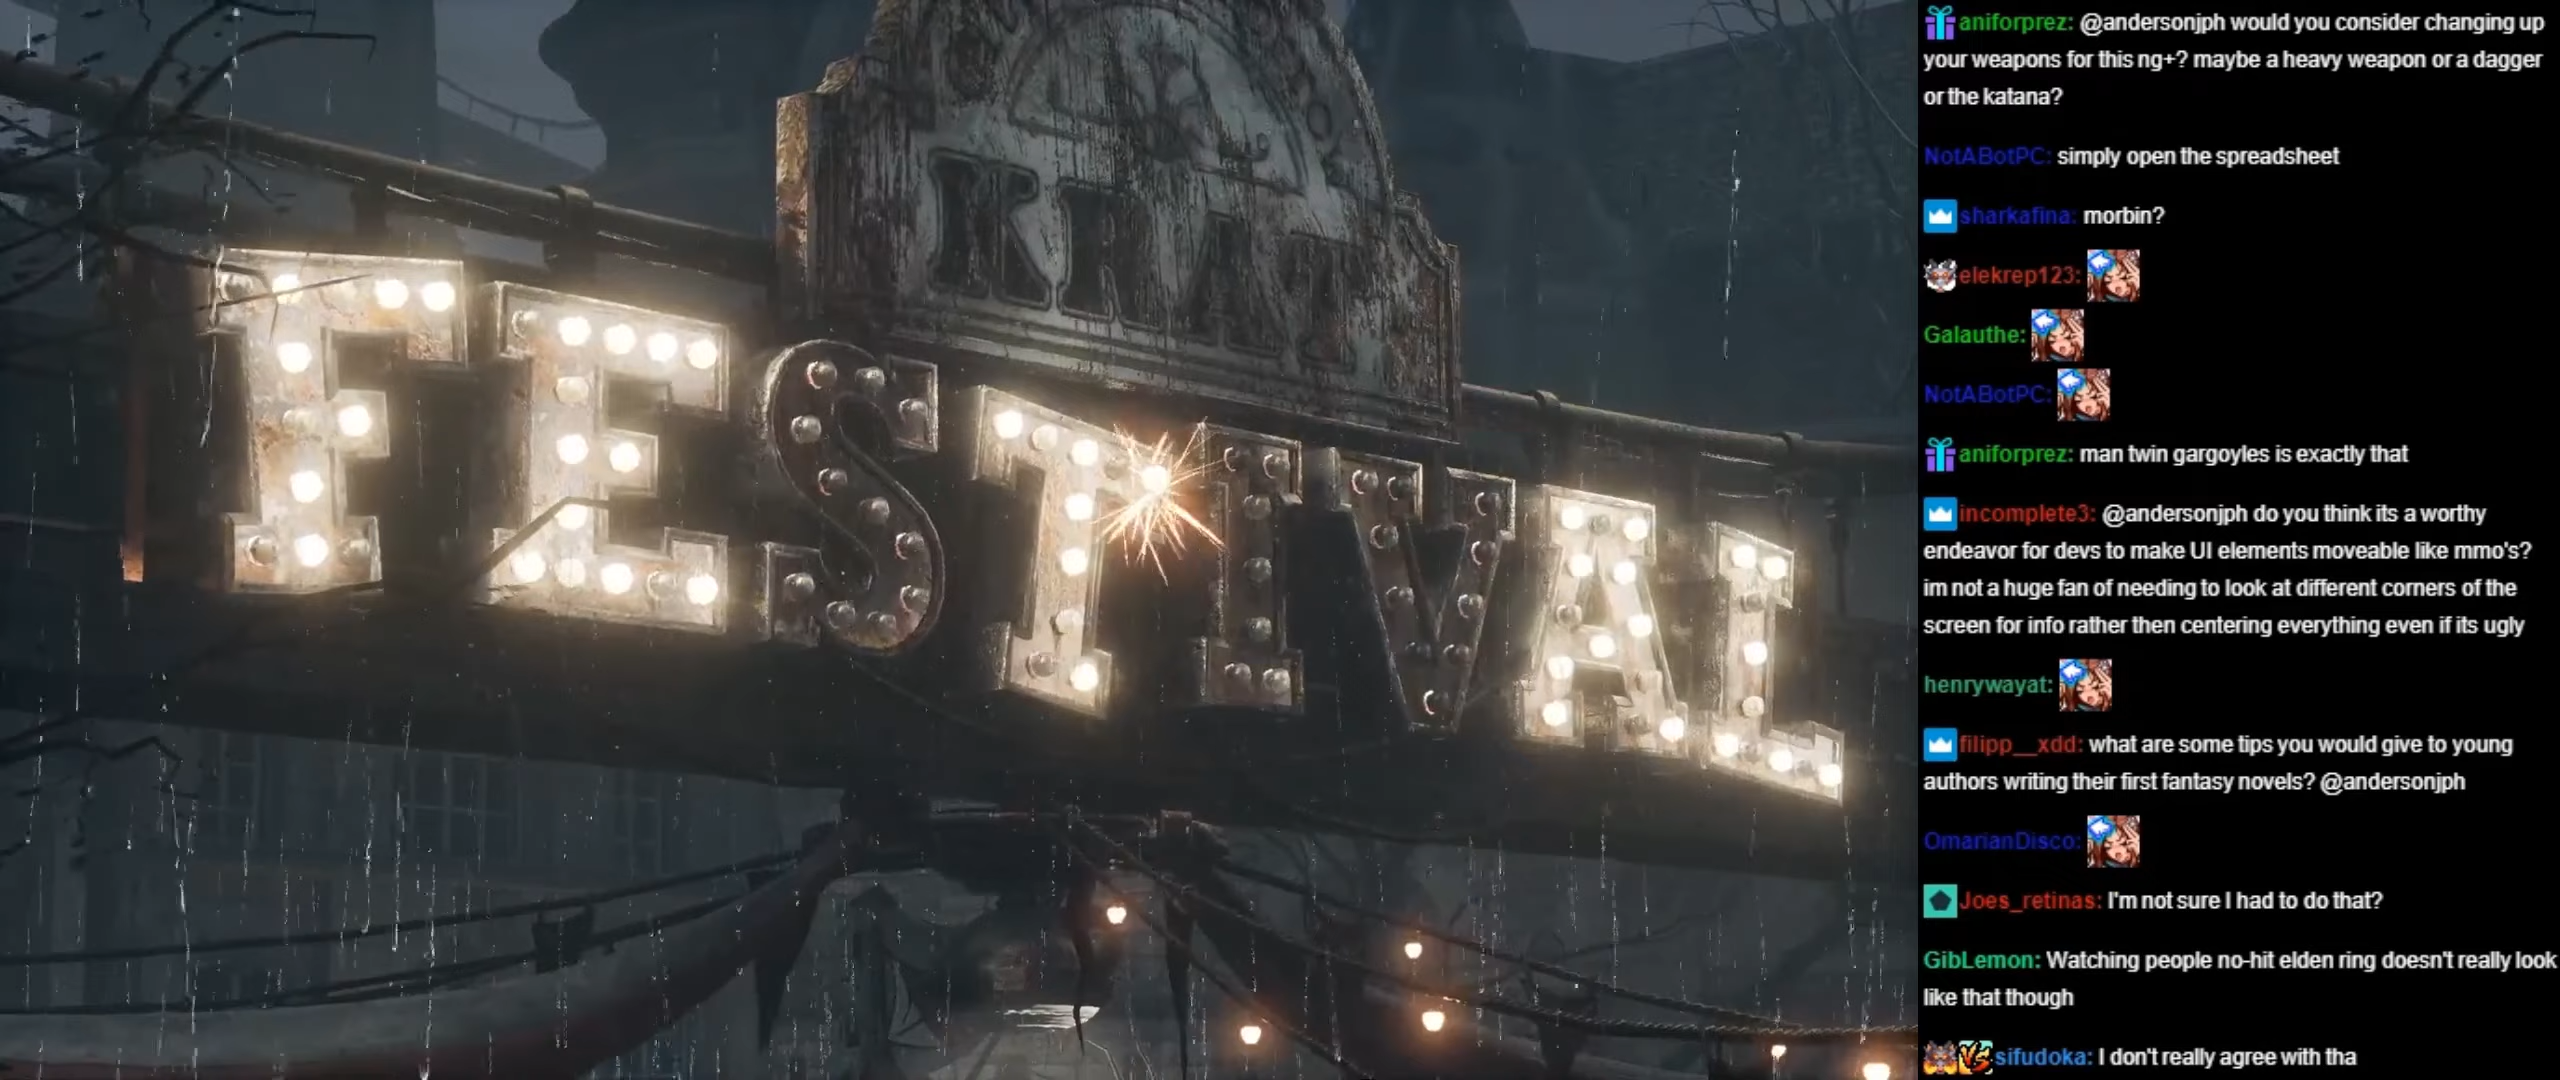 KRAT
FESTIVAL
aniforprez: @andersonjph would you consider changing up
your weapons for this ng+? maybe a heavy weapon or a dagger
or the katana?
NotABotPC: simply open the spreadsheet
sharkafina: morbin?
elekrep123:
Galauthe:
NotABotPC:
aniforprez: man twin gargoyles is exactly that
incomplete3: @andersonjph do you think its a worthy
endeavor for devs to make UI elements moveable like mmo's?
im not a huge fan of needing to look at different corners of the
screen for info rather then centering everything even if its ugly
henrywayat:
filipp__xdd: what are some tips you would give to young
authors writing their first fantasy novels? @andersonjph
OmarianDisco:
Joes_retinas: I'm not sure I had to do that?
GibLemon: Watching people no-hit elden ring doesn't really look
like that though
VS sifudoka: I don't really agree with tha